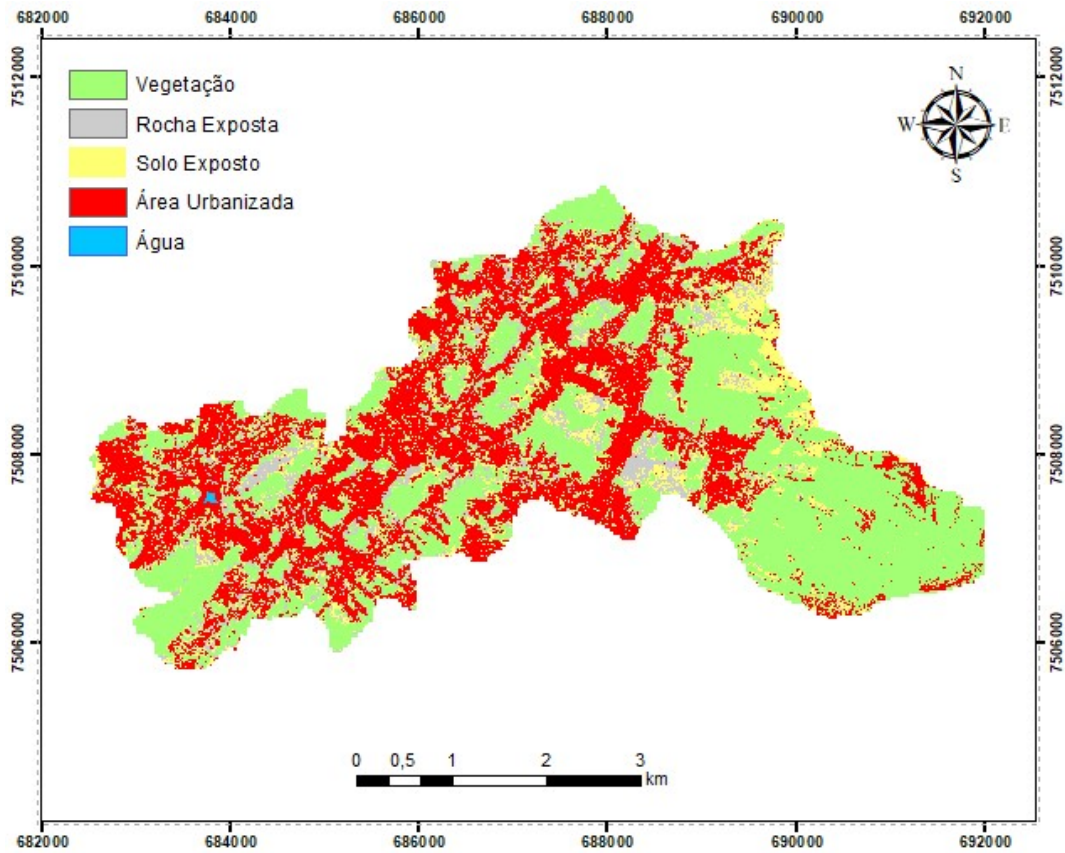 682000 684000 686000 688000 690000 692000
7512000 7512000
Vegetação
Rocha Exposta
Solo Exposto
Área Urbanizada
Água
N
W E
S
7510000 7510000
7508000 7508000
7506000 7506000
0 0,5 1 2 3
km
682000 684000 686000 688000 690000 692000